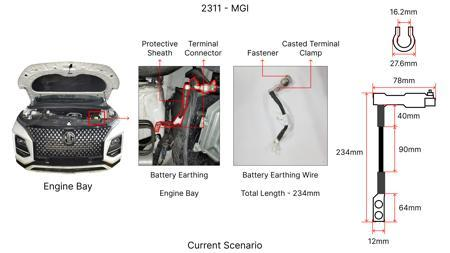 2311 - MGI
Protective Sheath
Terminal Connector
Fastener
Casted Terminal Clamp
16.2mm
27.6mm
78mm
40mm
234mm
90mm
64mm
12mm
Engine Bay
Battery Earthing
Engine Bay
Battery Earthing Wire
Total Length - 234mm
Current Scenario